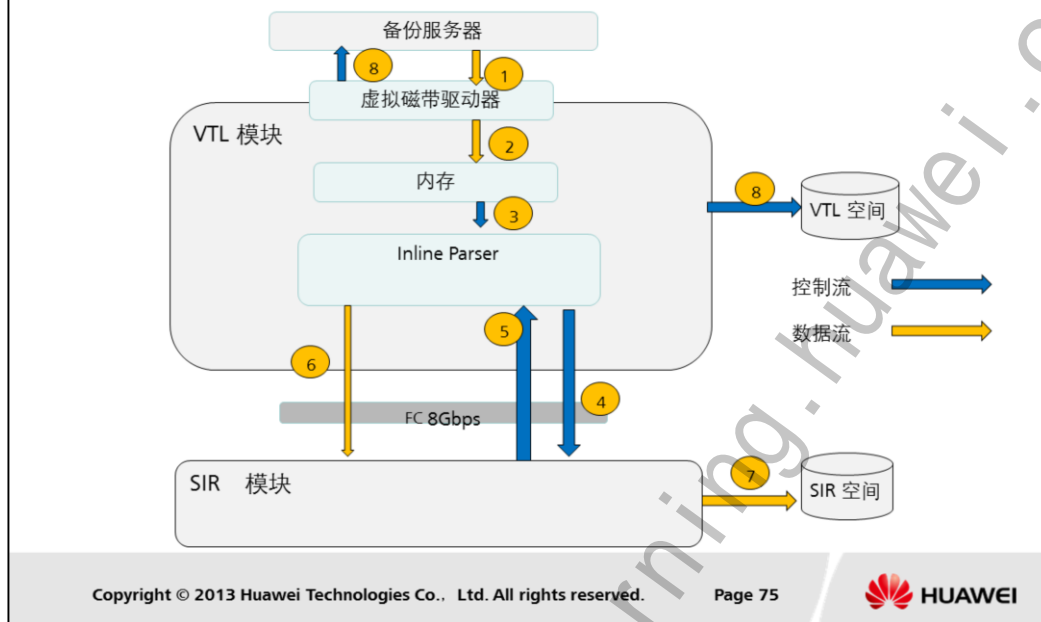 备份服务器
8
1
虚拟磁带驱动器
VTL 模块
2
内存
8
VTL 空间
3
Inline Parser
控制流
5
数据流
6
4
FC 8Gbps
SIR 模块
7
SIR 空间
rning.huawei.c
Copyright © 2013 Huawei Technologies Co., Ltd. All rights reserved.
Page 75
HUAWEI